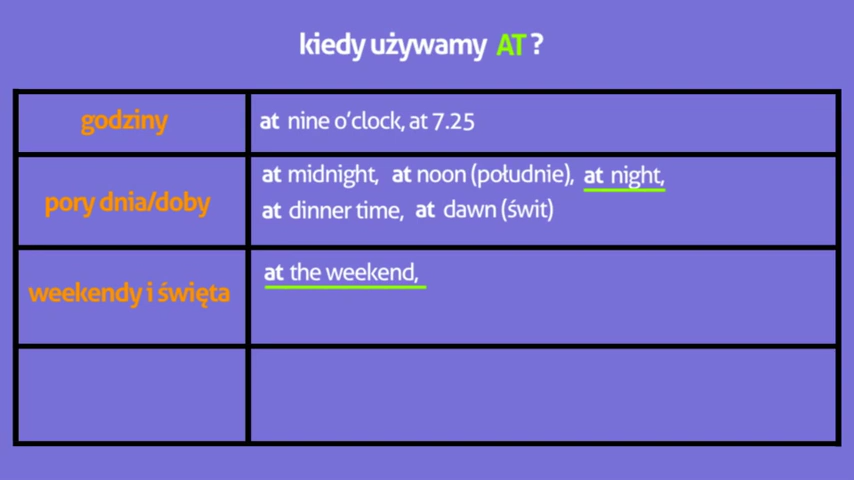 kiedy używamy AT ?
godziny
at nine o'clock, at 7.25
pory dnia/doby
at midnight, at noon (południe), at night,
at dinner time, at dawn (świt)
weekendy i święta
at the weekend,